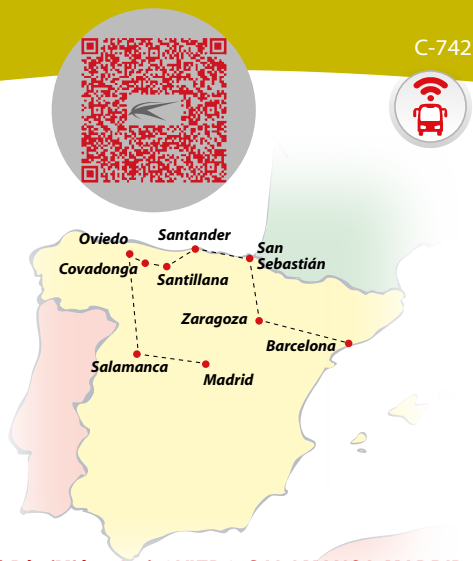 C-742
Oviedo
Santander
San
Sebastián
Covadonga
Santillana
Zaragoza
Barcelona
Salamanca
Madrid